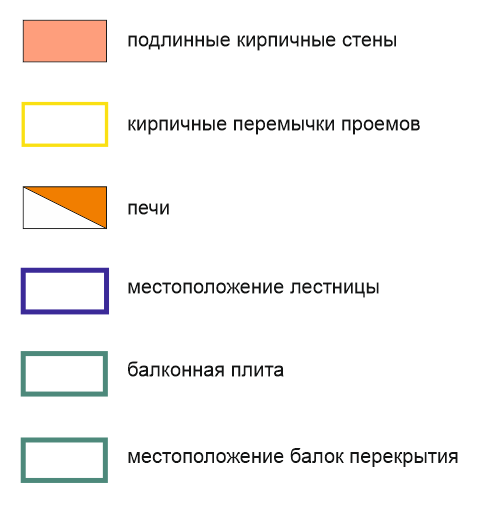 подлинные кирпичные стены
кирпичные перемычки проемов
печи
местоположение лестницы
балконная плита
местоположение балок перекрытия